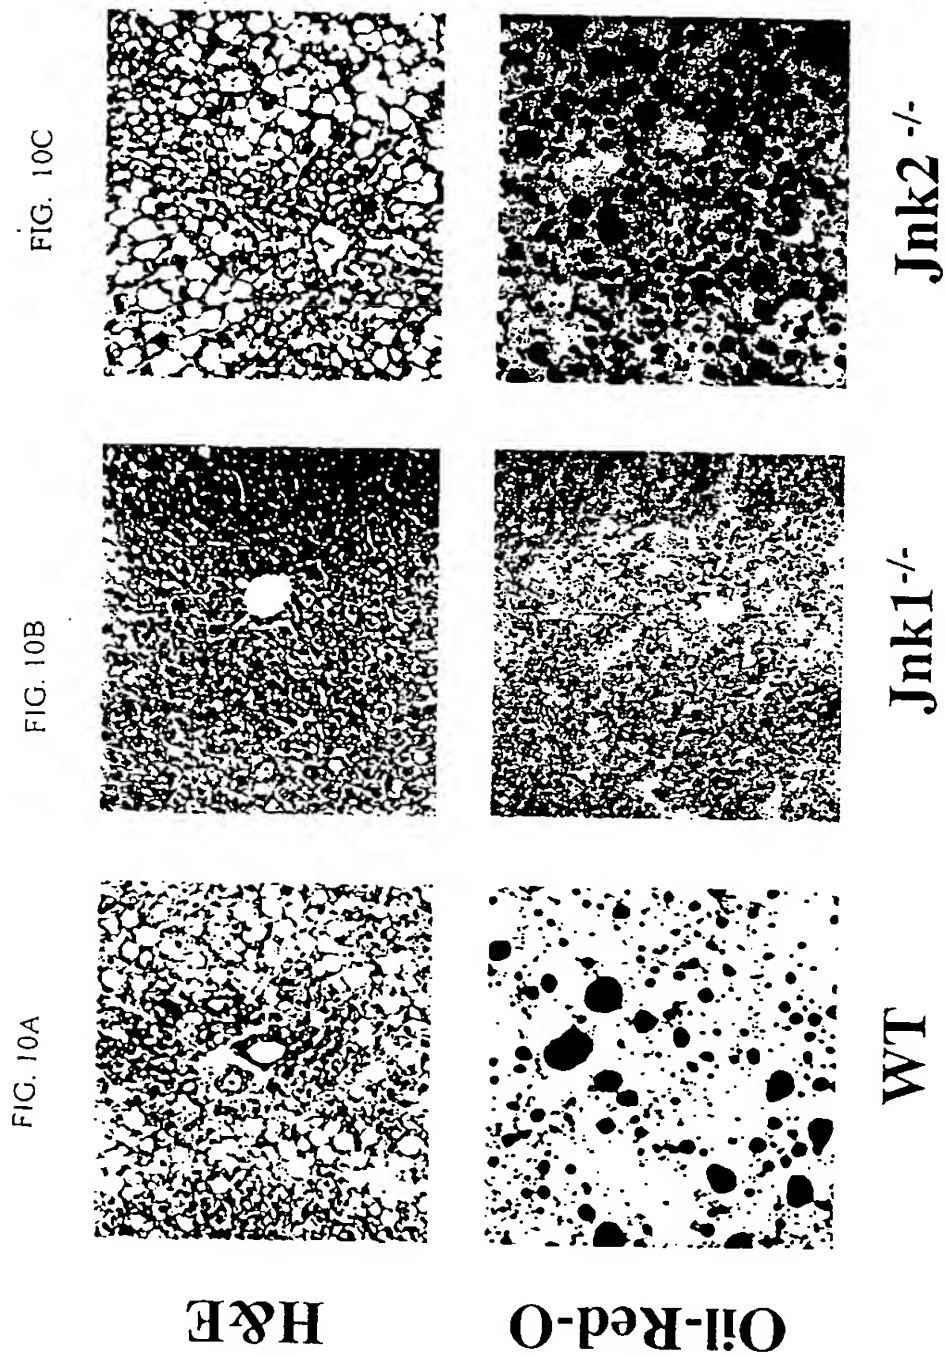 FIG. 10A
FIG. 10B
FIG. 10C
H&E
Oil-Red-O
WT
Jnk1 -/-
Jnk2 -/-